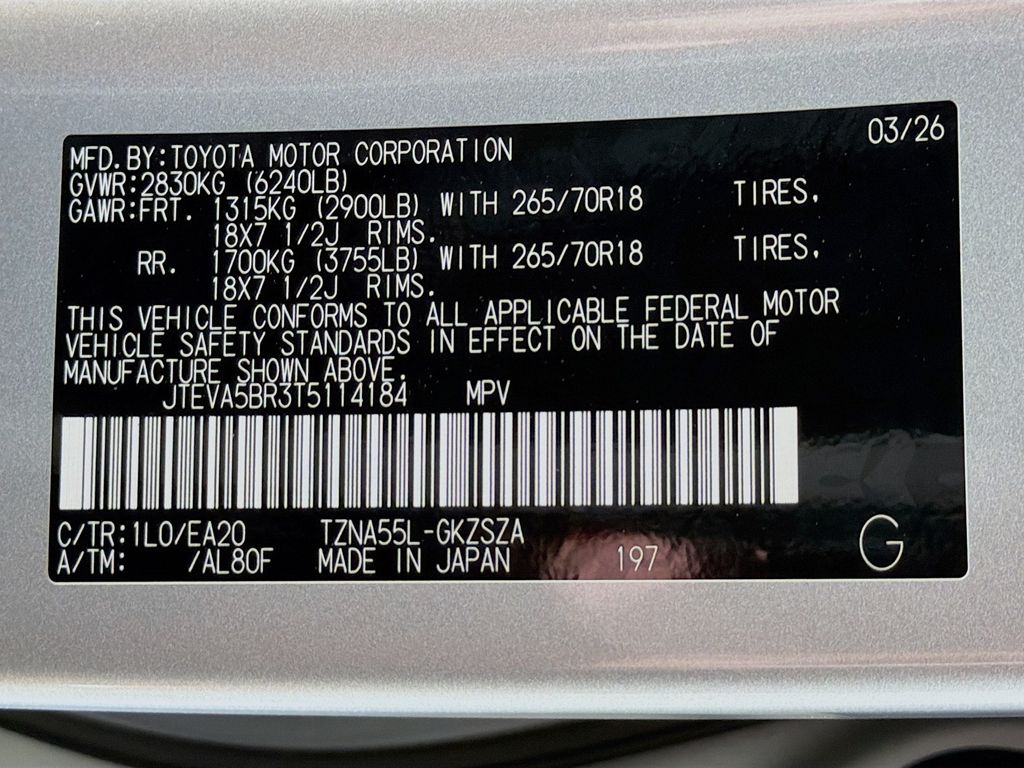 03/26
MFD.BY:TOYOTA MOTOR CORPORATION
GVWR:2830KG (6240LB)
GAWR:FRT. 1315KG (2900LB) WITH 265/70R18 TIRES,
18X7 1/2J RIMS.
RR. 1700KG (3755LB) WITH 265/70R18 TIRES,
18X7 1/2J RIMS.
THIS VEHICLE CONFORMS TO ALL APPLICABLE FEDERAL MOTOR
VEHICLE SAFETY STANDARDS IN EFFECT ON THE DATE OF
MANUFACTURE SHOWN ABOVE.
JTEVA5BR3T5114184 MPV
C/TR:1L0/EA20 TZNA55L-GKZSZA
A/TM: /AL80F MADE IN JAPAN 197 G